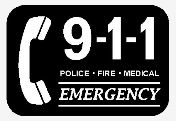 9-1-1
POLICE • FIRE • MEDICAL
EMERGENCY